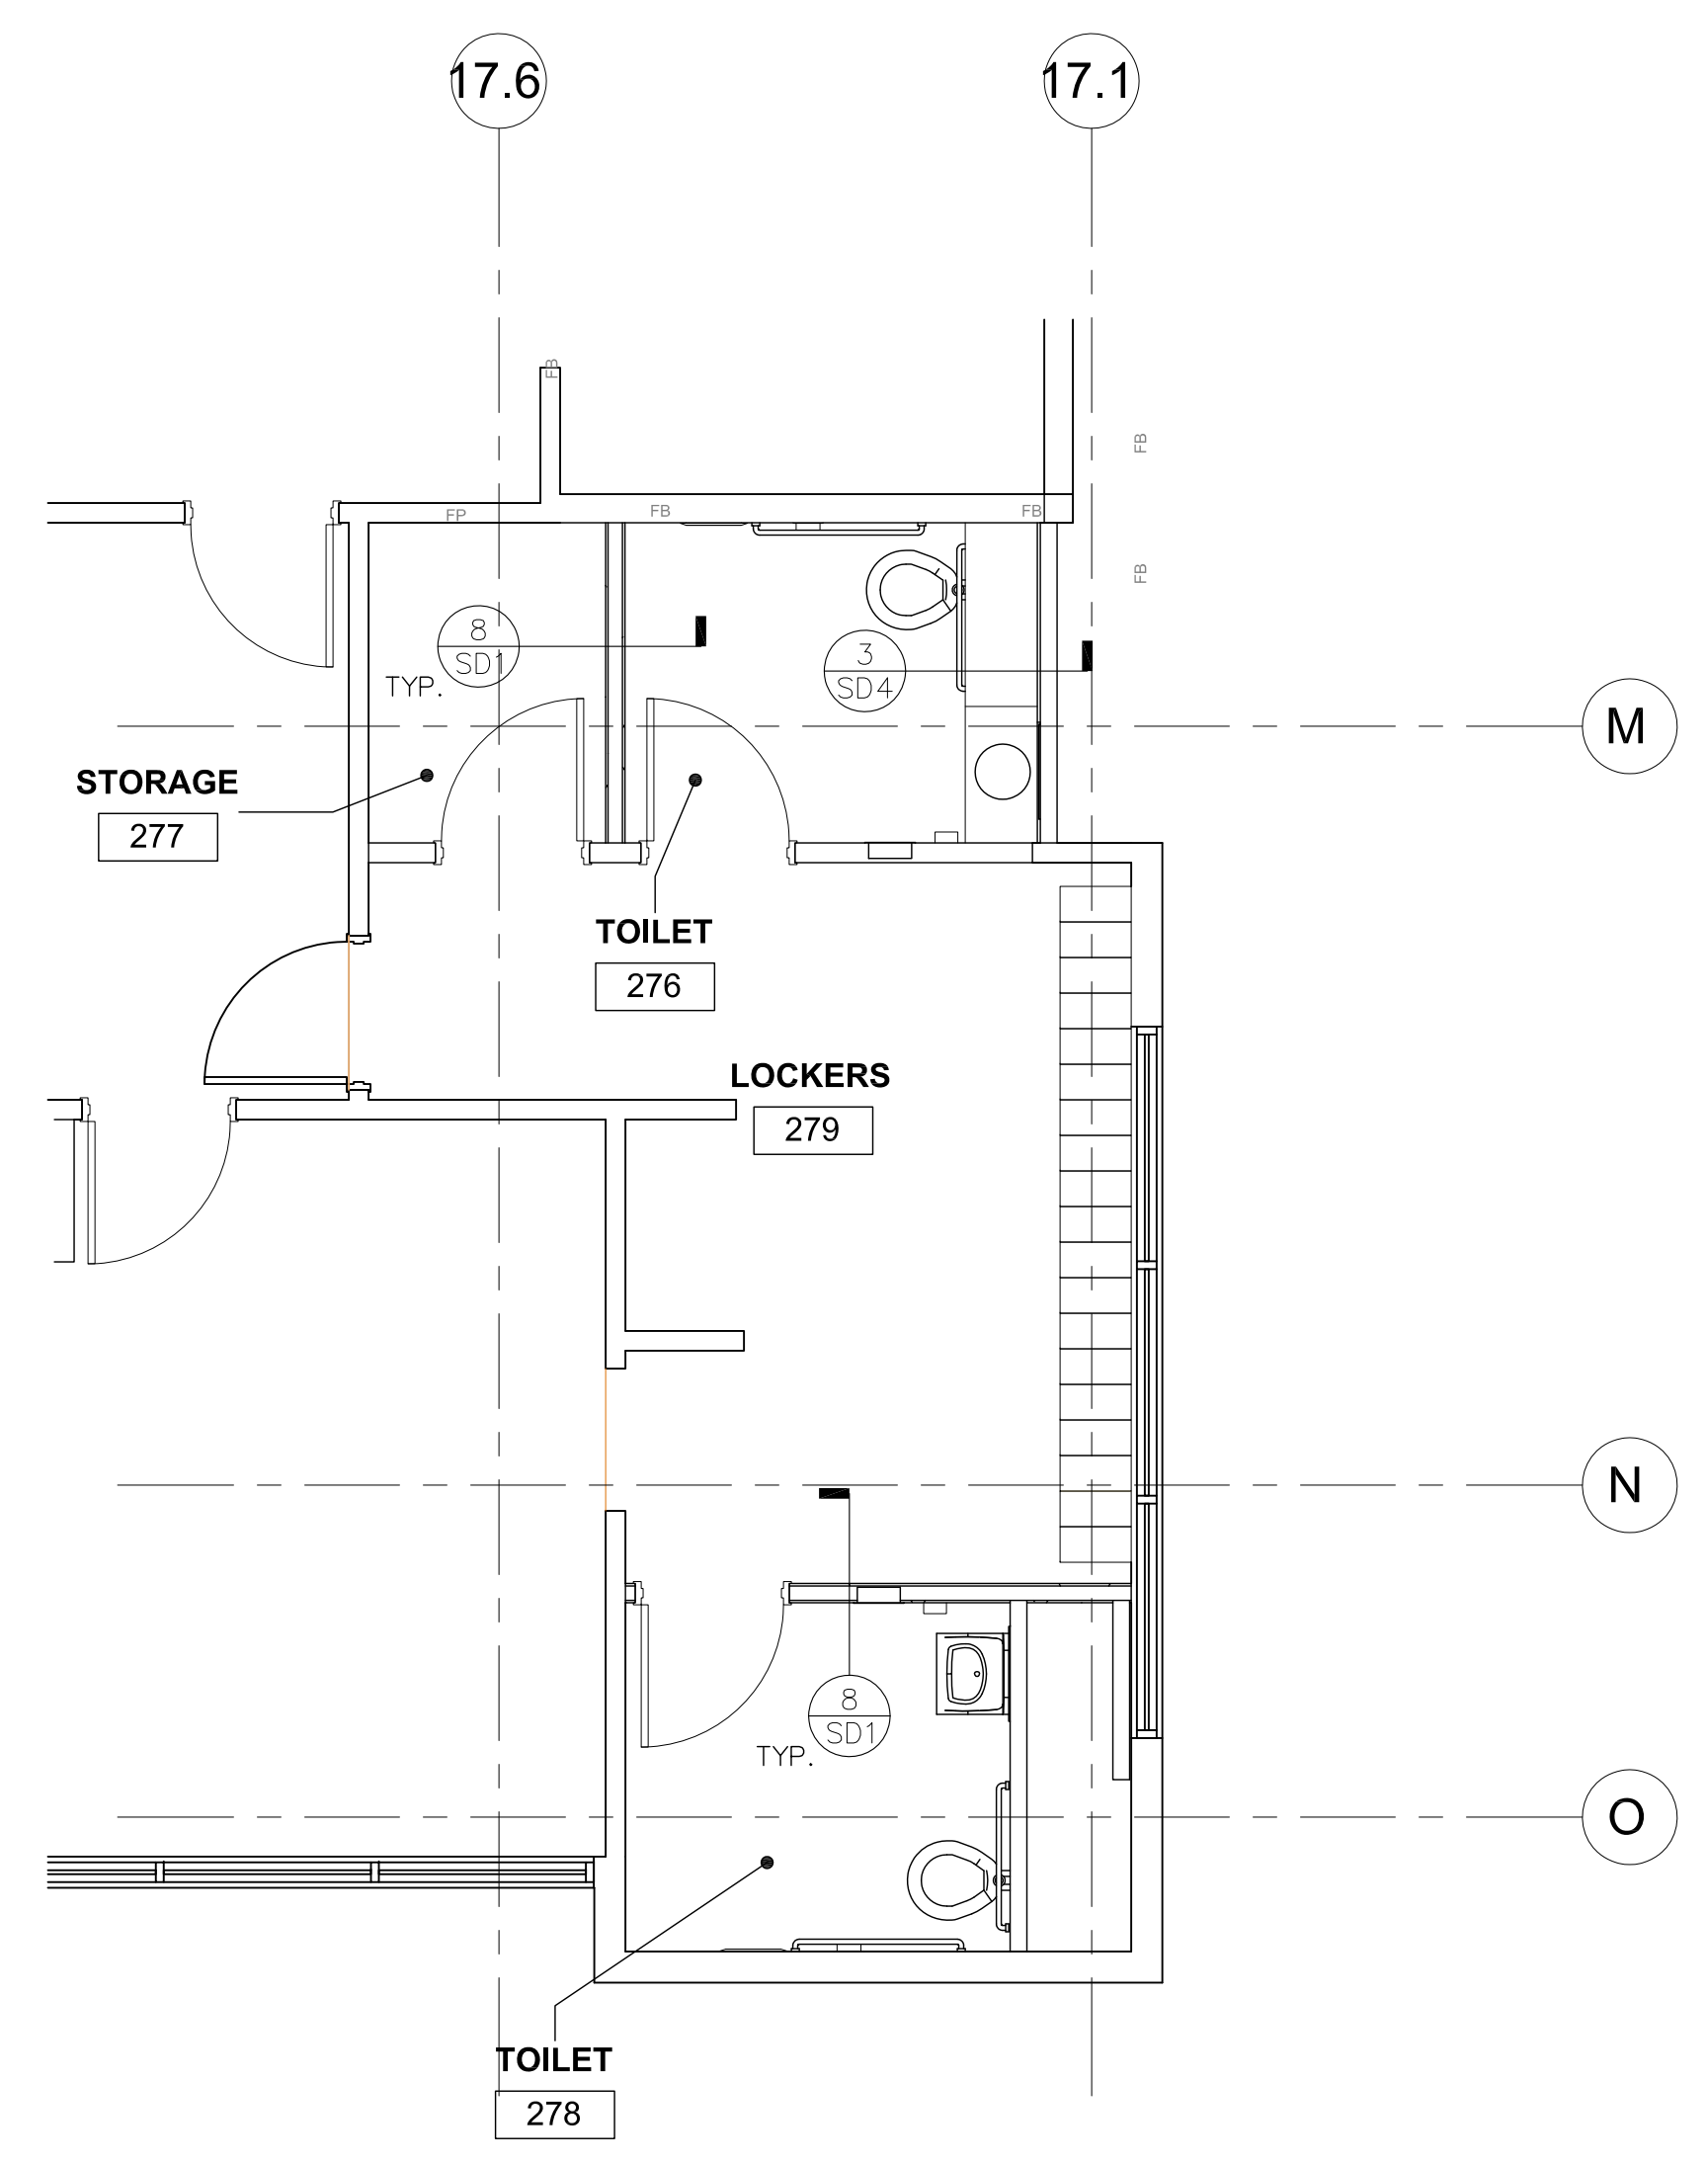 17.6
17.1
FB
FB
FP
FB
FB
FB
8
SD1
TYP.
3
SD4
M
STORAGE
277
TOILET
276
LOCKERS
279
N
8
SD1
TYP.
O
TOILET
278